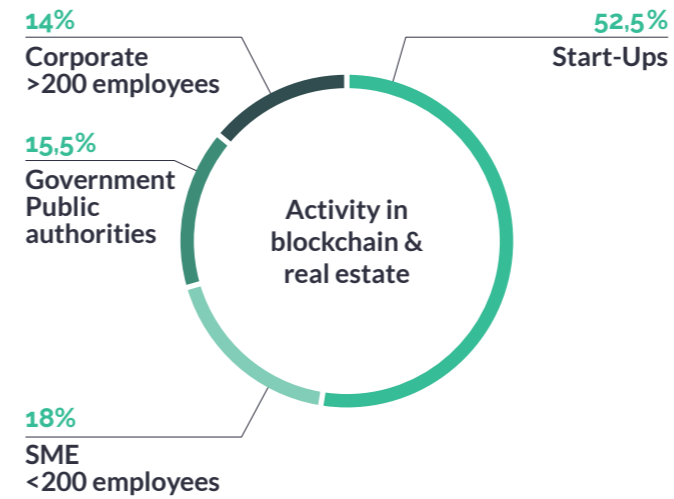 14%
Corporate
>200 employees
52,5%
Start-Ups
15,5%
Government
Public
authorities
Activity in
blockchain &
real estate
18%
SME
<200 employees